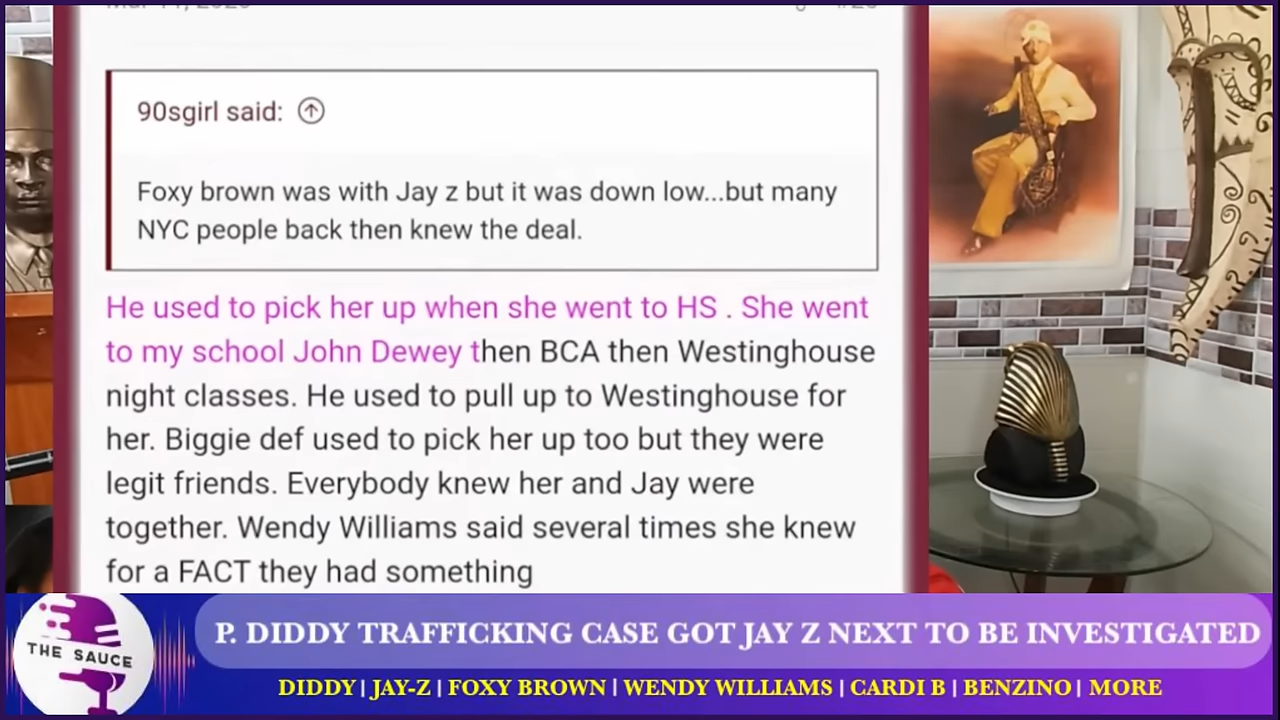 90sgirl said:
Foxy brown was with Jay z but it was down low...but many
NYC people back then knew the deal.
He used to pick her up when she went to HS . She went
to my school John Dewey then BCA then Westinghouse
night classes. He used to pull up to Westinghouse for
her. Biggie def used to pick her up too but they were
legit friends. Everybody knew her and Jay were
together. Wendy Williams said several times she knew
for a FACT they had something
THE SAUCE
P. DIDDY TRAFFICKING CASE GOT JAY Z NEXT TO BE INVESTIGATED
DIDDY | JAY-Z | FOXY BROWN | WENDY WILLIAMS | CARDI B | BENZINO | MORE